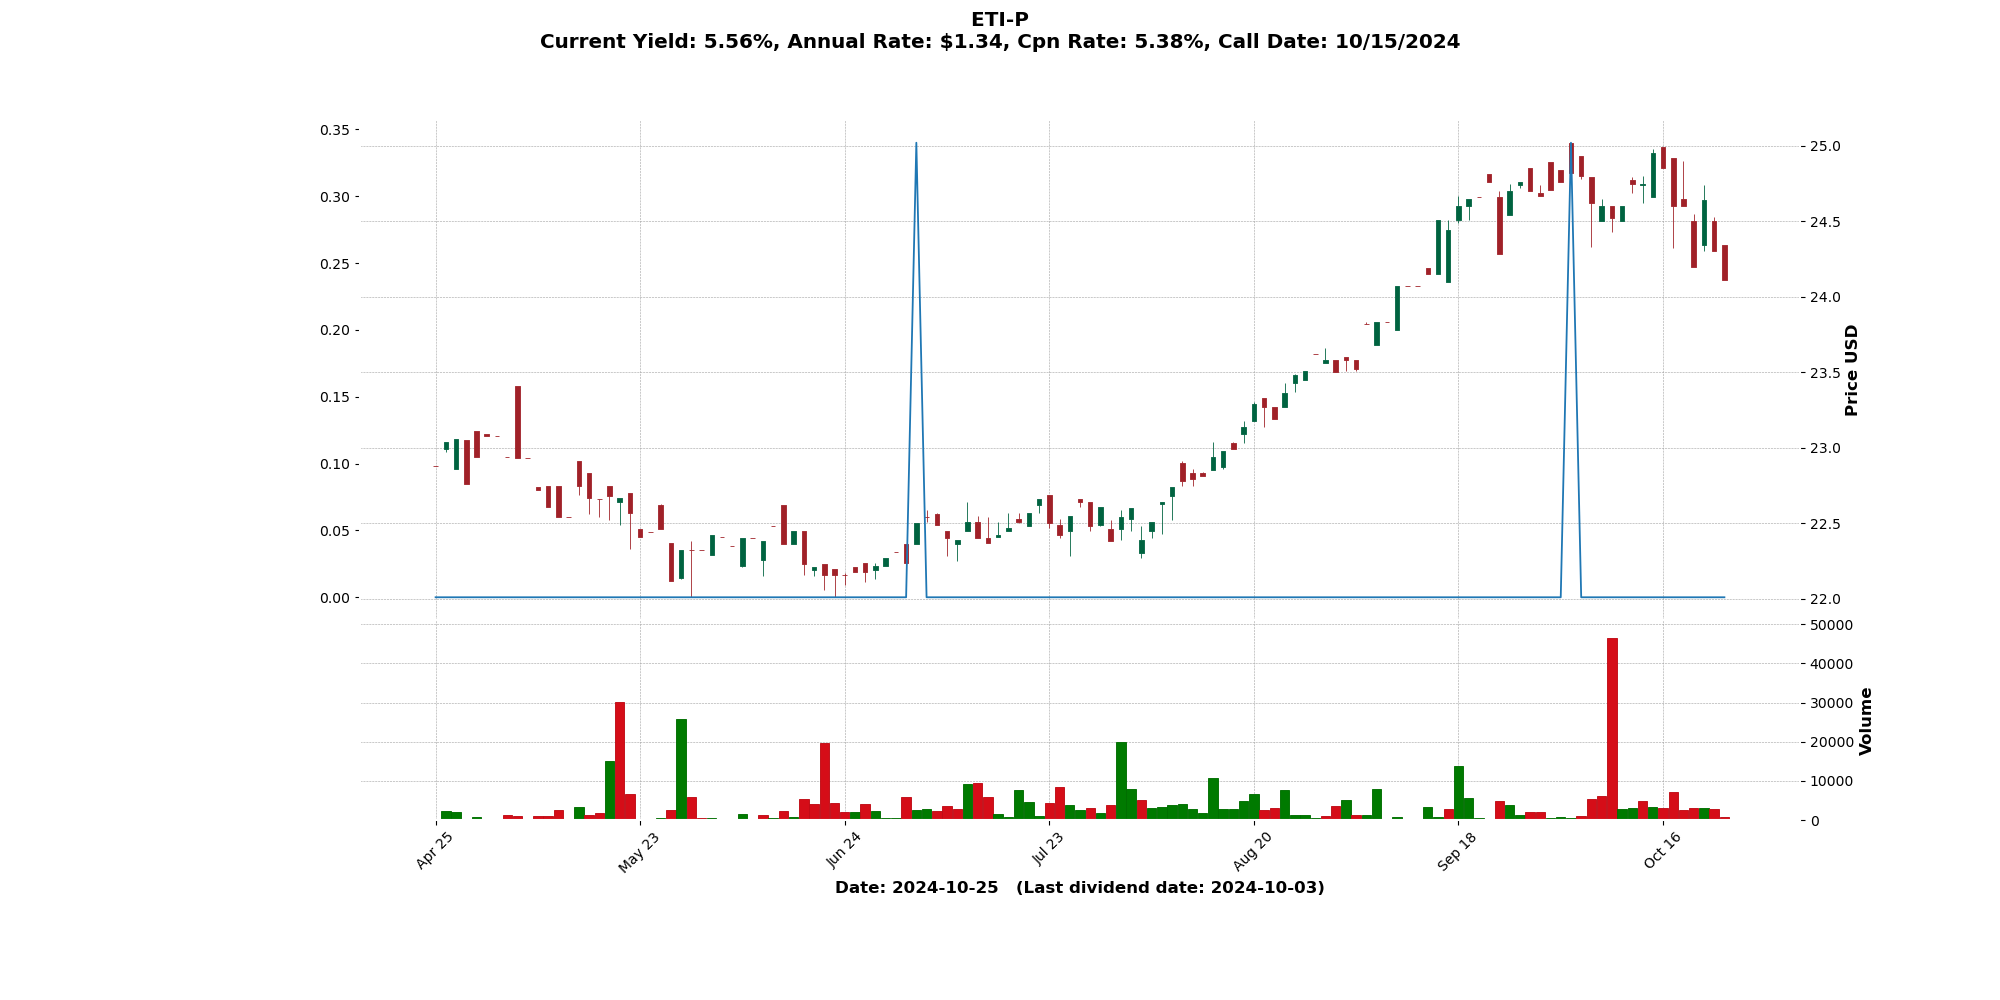 ETI-P
Current Yield: 5.56%, Annual Rate: $1.34, Cpn Rate: 5.38%, Call Date: 10/15/2024
0.35
0.30
0.25
0.20
0.15
0.10
0.05
0.00
25.0
24.5
24.0
23.5
23.0
22.5
22.0
Price USD
50000
40000
30000
20000
10000
0
Volume
Apr 25
May 23
Jun 24
Jul 23
Aug 20
Sep 18
Oct 16
Date: 2024-10-25 (Last dividend date: 2024-10-03)